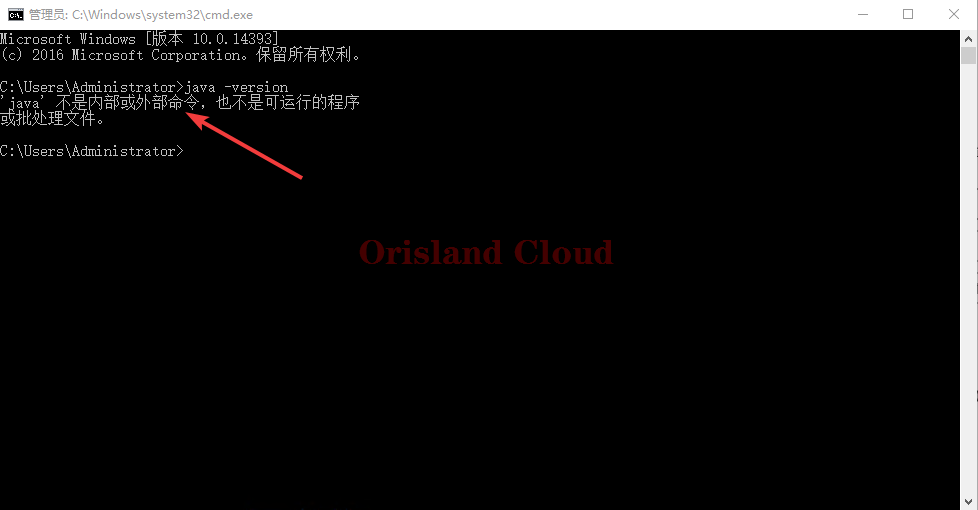 管理员: C:\Windows\system32\cmd.exe
Microsoft Windows [版本 10.0.14393]
(c) 2016 Microsoft Corporation。保留所有权利。
C:\Users\Administrator>java -version
'java' 不是内部或外部命令，也不是可运行的程序
或批处理文件。
C:\Users\Administrator>
Orisland Cloud